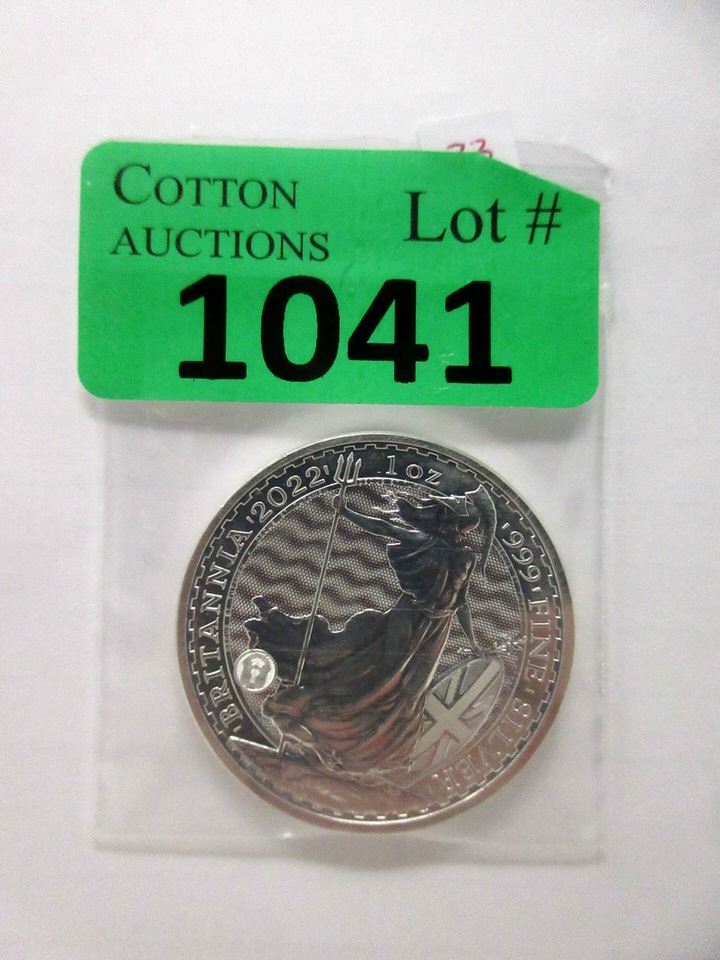 COTTON
AUCTIONS
Lot #
1041
BRITANNIA 2022
1 oz
999 FINE SILVER